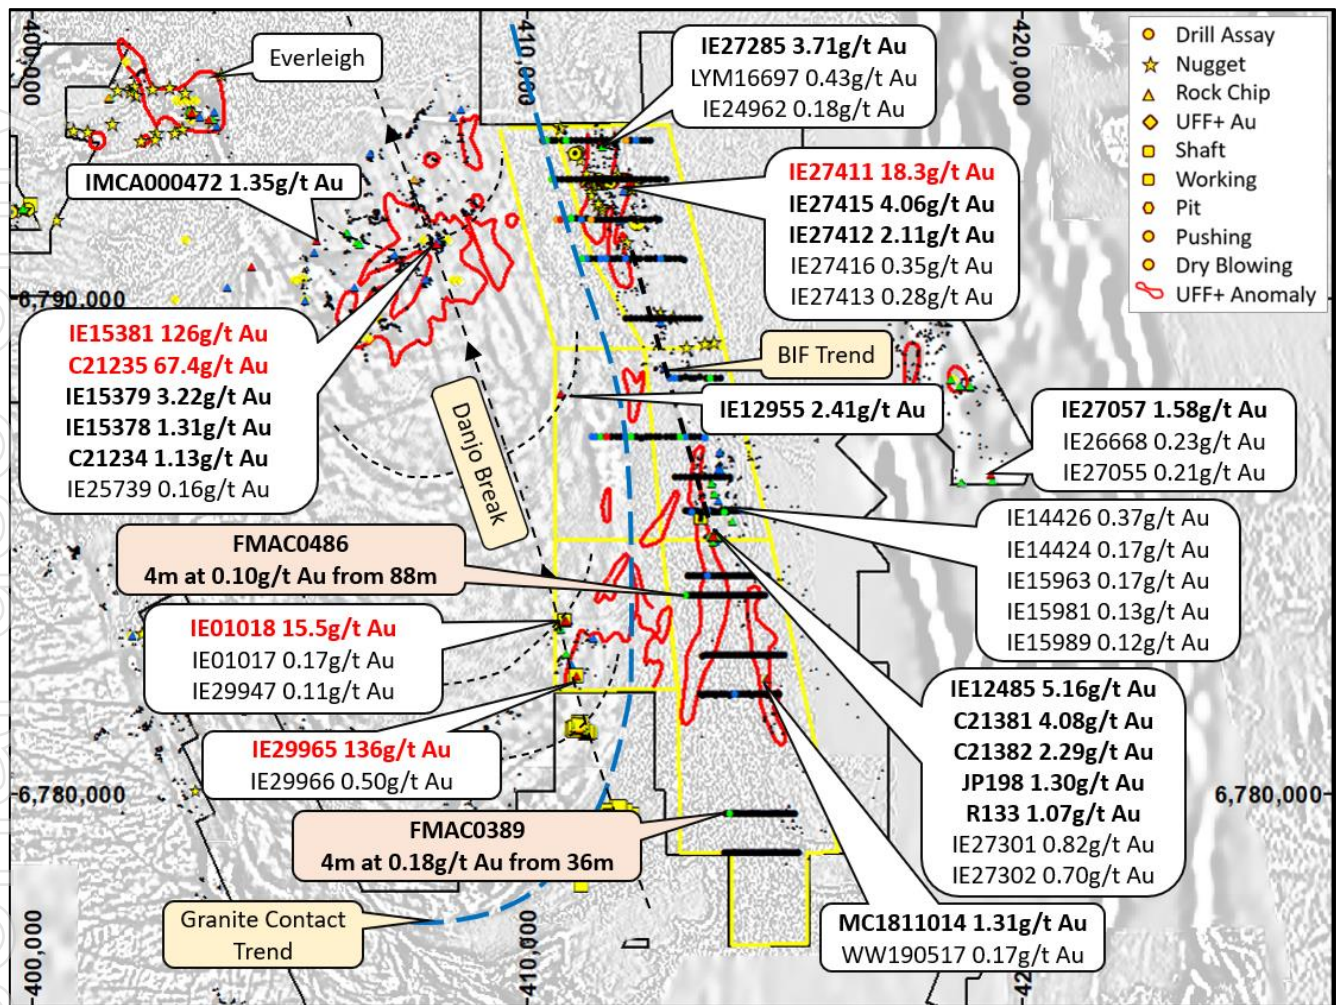 400,000
410,000
420,000
Everleigh
IE27285 3.71g/t Au
LYM16697 0.43g/t Au
IE24962 0.18g/t Au
Drill Assay
Nugget
Rock Chip
UFF+ Au
Shaft
Working
Pit
Pushing
Dry Blowing
UFF+ Anomaly
IMCA000472 1.35g/t Au
IE27411 18.3g/t Au
IE27415 4.06g/t Au
IE27412 2.11g/t Au
IE27416 0.35g/t Au
IE27413 0.28g/t Au
6,790,000
IE15381 126g/t Au
C21235 67.4g/t Au
IE15379 3.22g/t Au
IE15378 1.31g/t Au
C21234 1.13g/t Au
IE25739 0.16g/t Au
BIF Trend
Danjo Break
IE12955 2.41g/t Au
IE27057 1.58g/t Au
IE26668 0.23g/t Au
IE27055 0.21g/t Au
IE14426 0.37g/t Au
IE14424 0.17g/t Au
IE15963 0.17g/t Au
IE15981 0.13g/t Au
IE15989 0.12g/t Au
FMAC0486
4m at 0.10g/t Au from 88m
IE01018 15.5g/t Au
IE01017 0.17g/t Au
IE29947 0.11g/t Au
IE12485 5.16g/t Au
C21381 4.08g/t Au
C21382 2.29g/t Au
JP198 1.30g/t Au
R133 1.07g/t Au
IE27301 0.82g/t Au
IE27302 0.70g/t Au
IE29965 136g/t Au
IE29966 0.50g/t Au
6,780,000
6,780,000
FMAC0389
4m at 0.18g/t Au from 36m
Granite Contact
Trend
MC1811014 1.31g/t Au
WW190517 0.17g/t Au
400,000
410,000